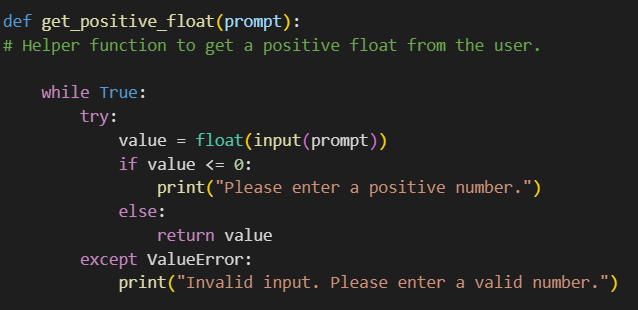 def get_positive_float(prompt):
# Helper function to get a positive float from the user.
    while True:
        try:
            value = float(input(prompt))
            if value <= 0:
                print("Please enter a positive number.")
            else:
                return value
        except ValueError:
            print("Invalid input. Please enter a valid number.")